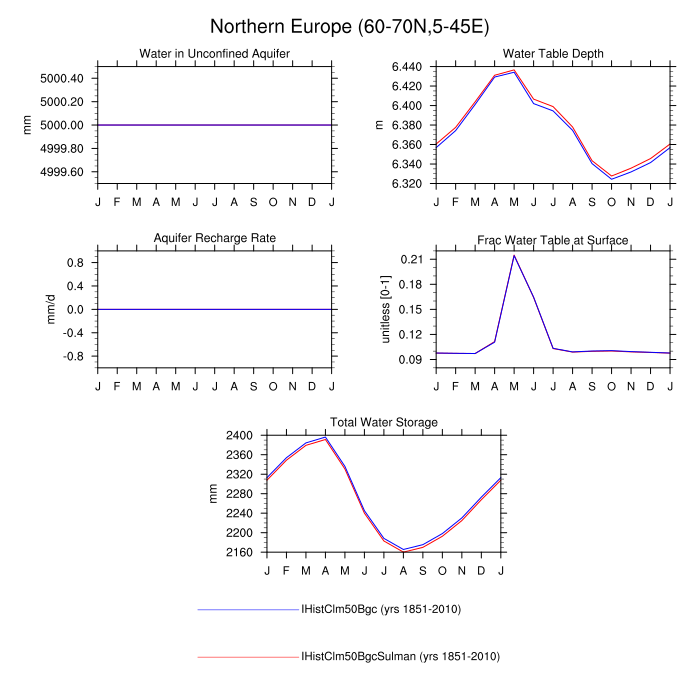 Northern Europe (60-70N,5-45E)
Water in Unconfined Aquifer
5000.40
5000.20
5000.00
4999.80
4999.60
mm
J F M A M J J A S O N D J
Water Table Depth
6.440
6.420
6.400
6.380
6.360
6.340
6.320
m
J F M A M J J A S O N D J
Aquifer Recharge Rate
0.8
0.4
0.0
-0.4
-0.8
mm/d
J F M A M J J A S O N D J
Frac Water Table at Surface
0.21
0.18
0.15
0.12
0.09
unitless [0-1]
J F M A M J J A S O N D J
Total Water Storage
2400
2360
2320
2280
2240
2200
2160
mm
J F M A M J J A S O N D J
IHistClm50Bgc (yrs 1851-2010)
IHistClm50BgcSulman (yrs 1851-2010)